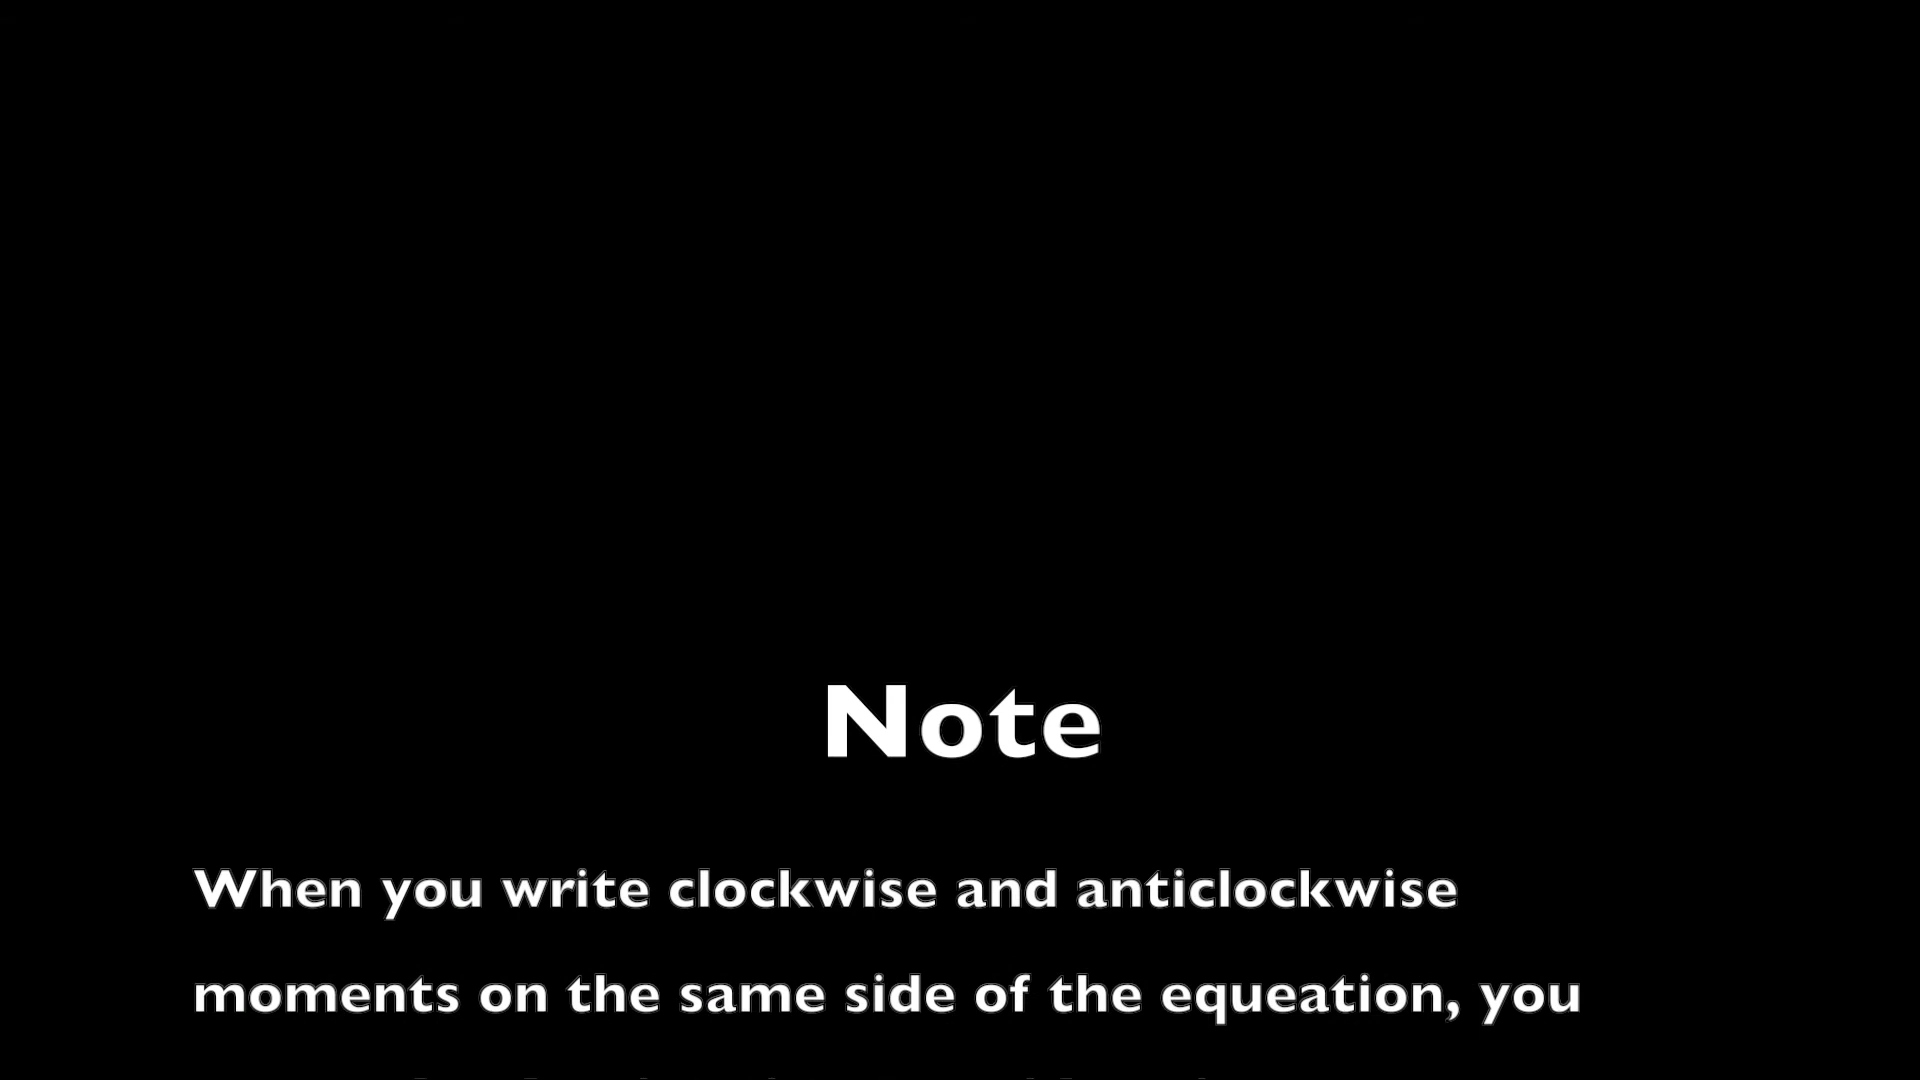 Note
When you write clockwise and anticlockwise
moments on the same side of the equeation, you